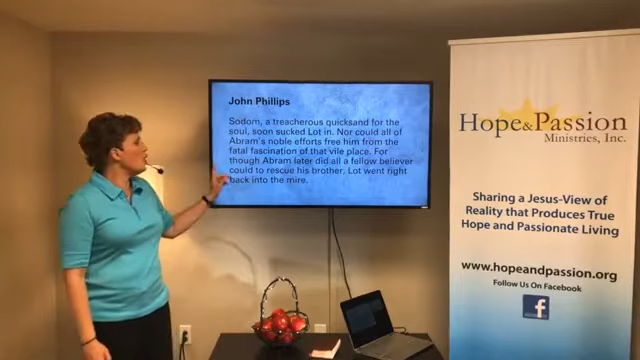 John Phillips
Sodom, a treacherous quicksand for the
soul, soon sucked Lot in. Nor could all of
Abram's noble efforts free him from the
fatal fascination of that vile place. For
though Abram later did all a fellow believer
could to rescue his brother, Lot went right
back into the mire.
Hope&Passion
Ministries, Inc.
Sharing a Jesus-View of
Reality that Produces True
Hope and Passionate Living
www.hopeandpassion.org
Follow Us On Facebook
f